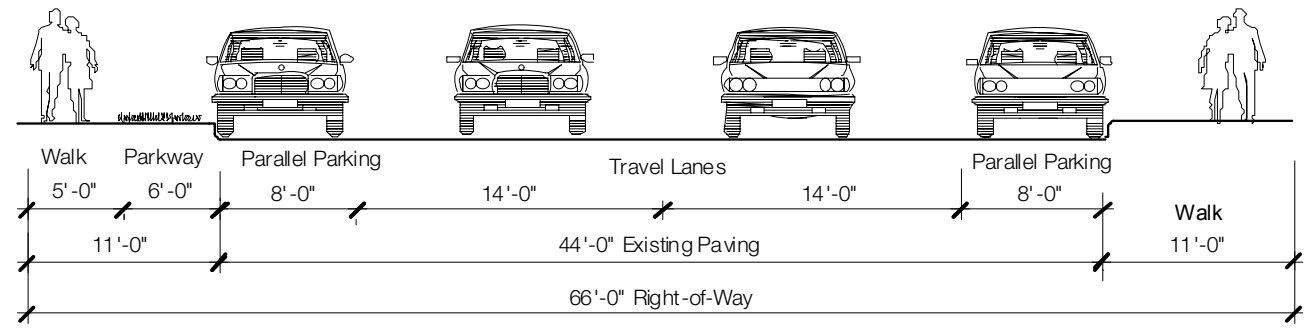 Walk Parkway Parallel Parking Travel Lanes Parallel Parking
5'-0" 6'-0" 8'-0" 14'-0" 14'-0" 8'-0"
Walk
11'-0" 44'-0" Existing Paving 11'-0"
66'-0" Right-of-Way